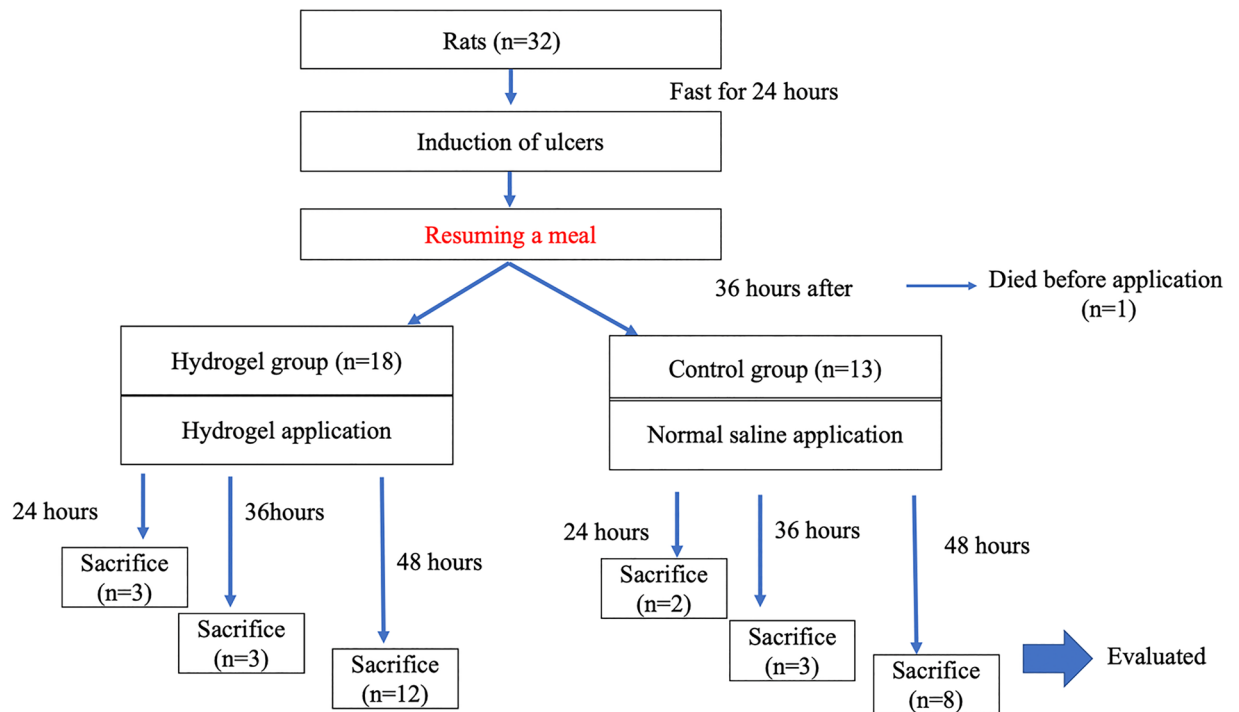 Rats (n=32)
Fast for 24 hours
Induction of ulcers
Resuming a meal
36 hours after
Died before application
(n=1)
Hydrogel group (n=18)
Hydrogel application
Control group (n=13)
Normal saline application
24 hours
36hours
48 hours
Sacrifice
(n=3)
Sacrifice
(n=3)
Sacrifice
(n=12)
24 hours
36 hours
48 hours
Sacrifice
(n=2)
Sacrifice
(n=3)
Sacrifice
(n=8)
Evaluated